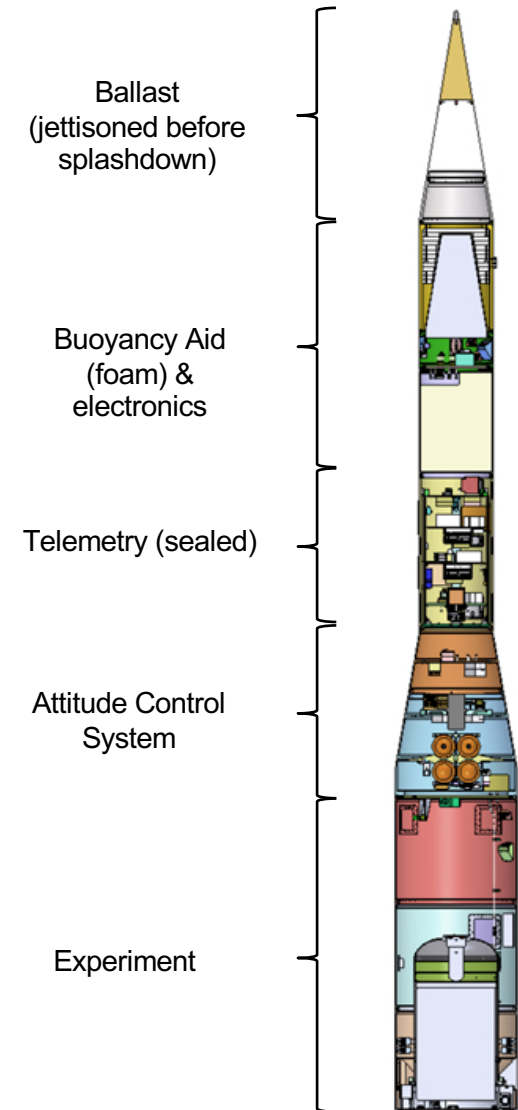 Ballast
(jettisoned before
splashdown)
Buoyancy Aid
(foam) &
electronics
Telemetry (sealed)
Attitude Control
System
Experiment